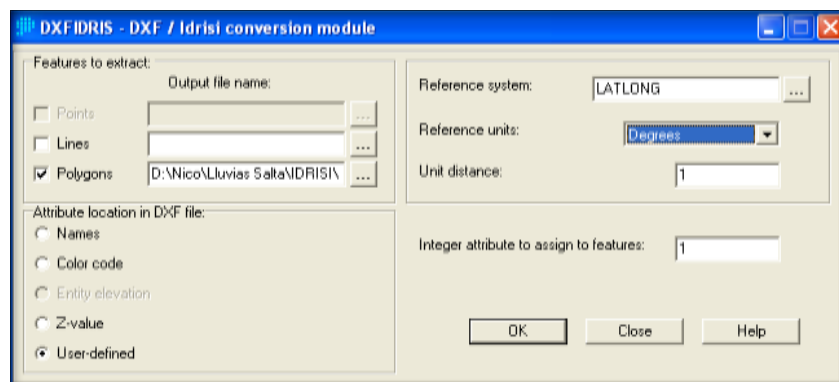 DXFIDRIS - DXF / Idrisi conversion module
Features to extract:
Output file name:
Points
...
Lines
...
Polygons
D:\Nico\Lluvias Salta\IDRISI\
...
Attribute location in DXF file:
Names
Color code
Entity elevation
Z-value
User-defined
Reference system:
LATLONG
...
Reference units:
Degrees
Unit distance:
1
Integer attribute to assign to features:
1
OK
Close
Help